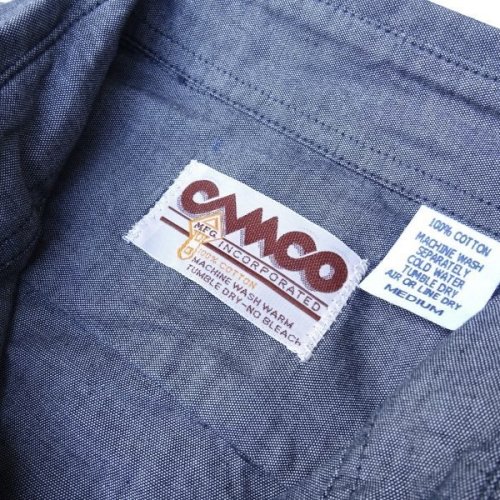 CAMCO
MFG.
INCORPORATED
100% COTTON
MACHINE WASH WARM
TUMBLE DRY-NO BLEACH
100% COTTON
MACHINE WASH
SEPARATELY
COLD WATER
TUMBLE DRY
AIR OR LINE DRY
MEDIUM